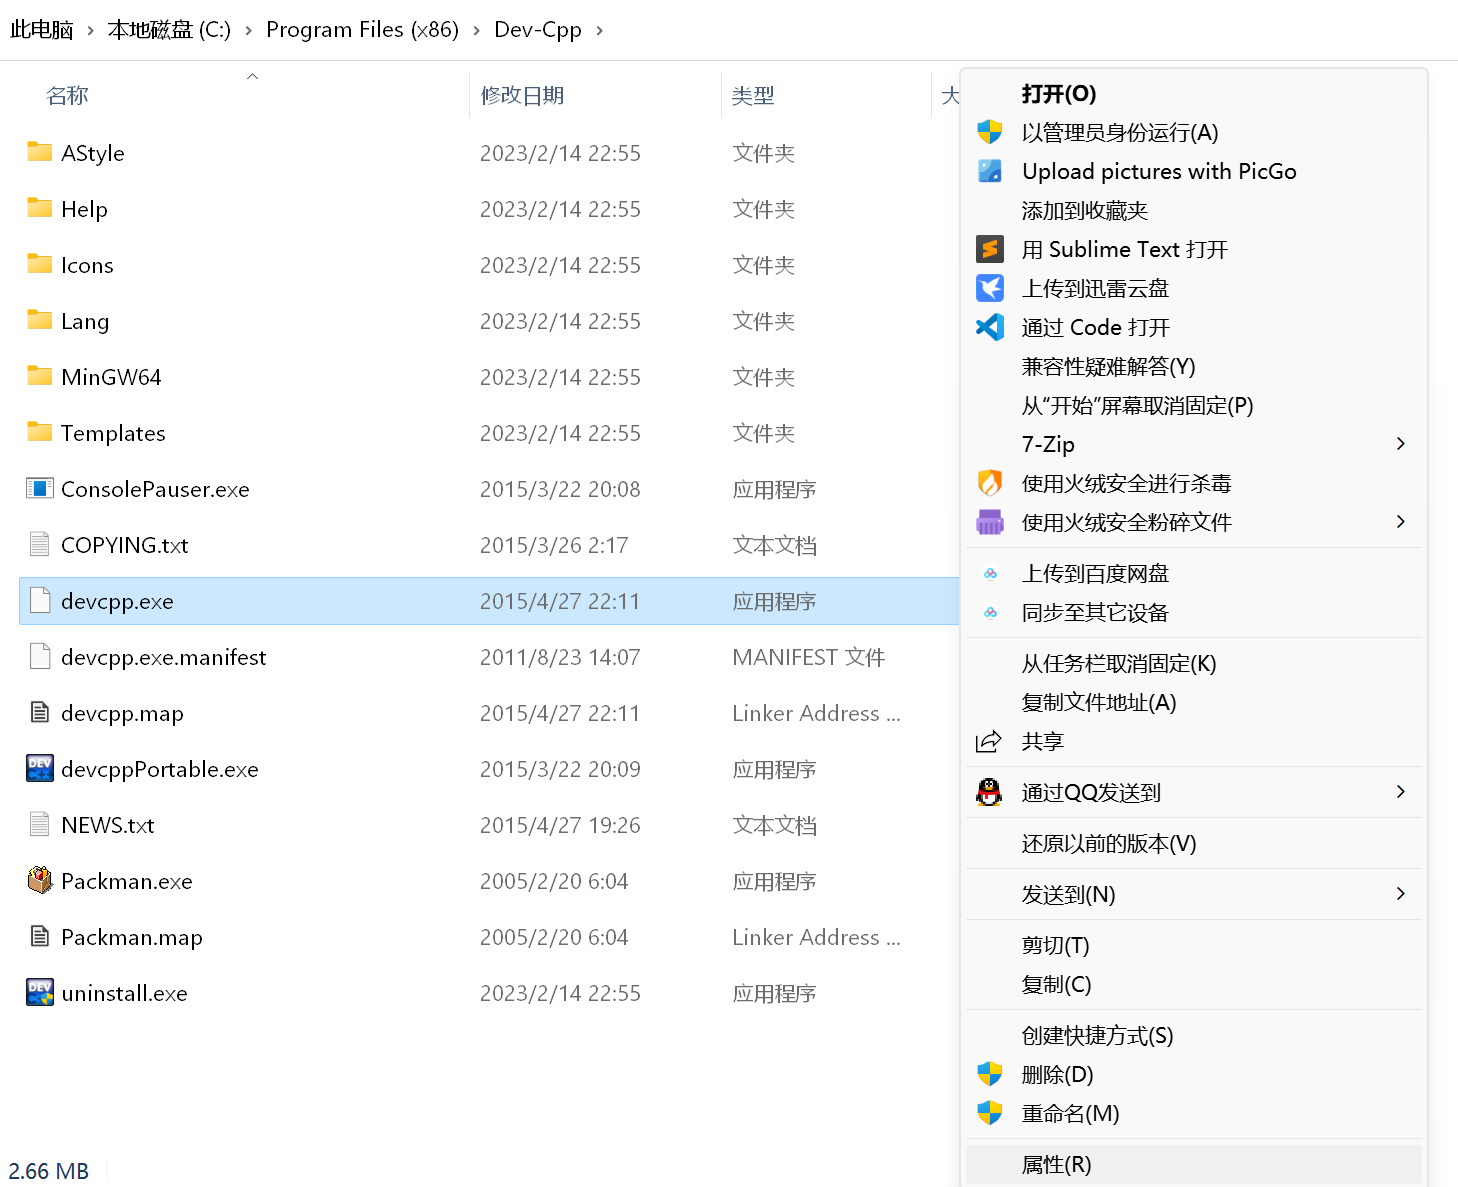 此电脑 › 本地磁盘 (C:) › Program Files (x86) › Dev-Cpp ›
名称 修改日期 类型 大
AStyle 2023/2/14 22:55 文件夹
Help 2023/2/14 22:55 文件夹
Icons 2023/2/14 22:55 文件夹
Lang 2023/2/14 22:55 文件夹
MinGW64 2023/2/14 22:55 文件夹
Templates 2023/2/14 22:55 文件夹
ConsolePauser.exe 2015/3/22 20:08 应用程序
COPYING.txt 2015/3/26 2:17 文本文档
devcpp.exe 2015/4/27 22:11 应用程序
devcpp.exe.manifest 2011/8/23 14:07 MANIFEST 文件
devcpp.map 2015/4/27 22:11 Linker Address ...
devcppPortable.exe 2015/3/22 20:09 应用程序
NEWS.txt 2015/4/27 19:26 文本文档
Packman.exe 2005/2/20 6:04 应用程序
Packman.map 2005/2/20 6:04 Linker Address ...
uninstall.exe 2023/2/14 22:55 应用程序
2.66 MB
打开(O)
以管理员身份运行(A)
Upload pictures with PicGo
添加到收藏夹
用 Sublime Text 打开
上传到迅雷云盘
通过 Code 打开
兼容性疑难解答(Y)
从“开始”屏幕取消固定(P)
7-Zip
使用火绒安全进行杀毒
使用火绒安全粉碎文件
上传到百度网盘
同步至其它设备
从任务栏取消固定(K)
复制文件地址(A)
共享
通过QQ发送到
还原以前的版本(V)
发送到(N)
剪切(T)
复制(C)
创建快捷方式(S)
删除(D)
重命名(M)
属性(R)